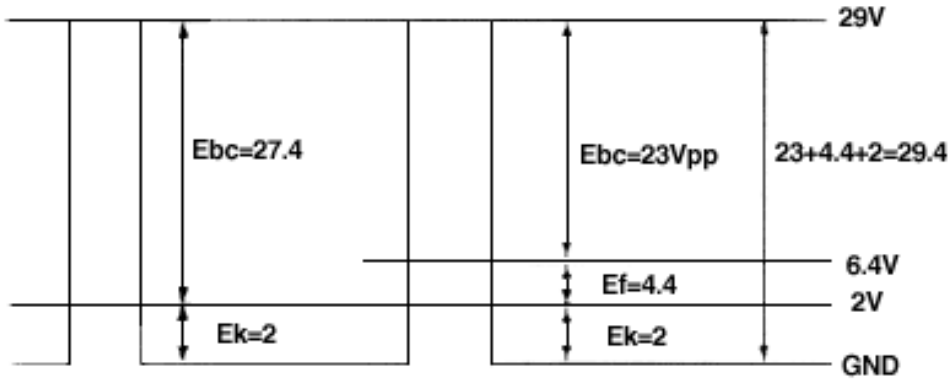 29V
Ebc=27.4
Ebc=23Vpp
23+4.4+2=29.4
6.4V
Ef=4.4
2V
Ek=2
Ek=2
GND